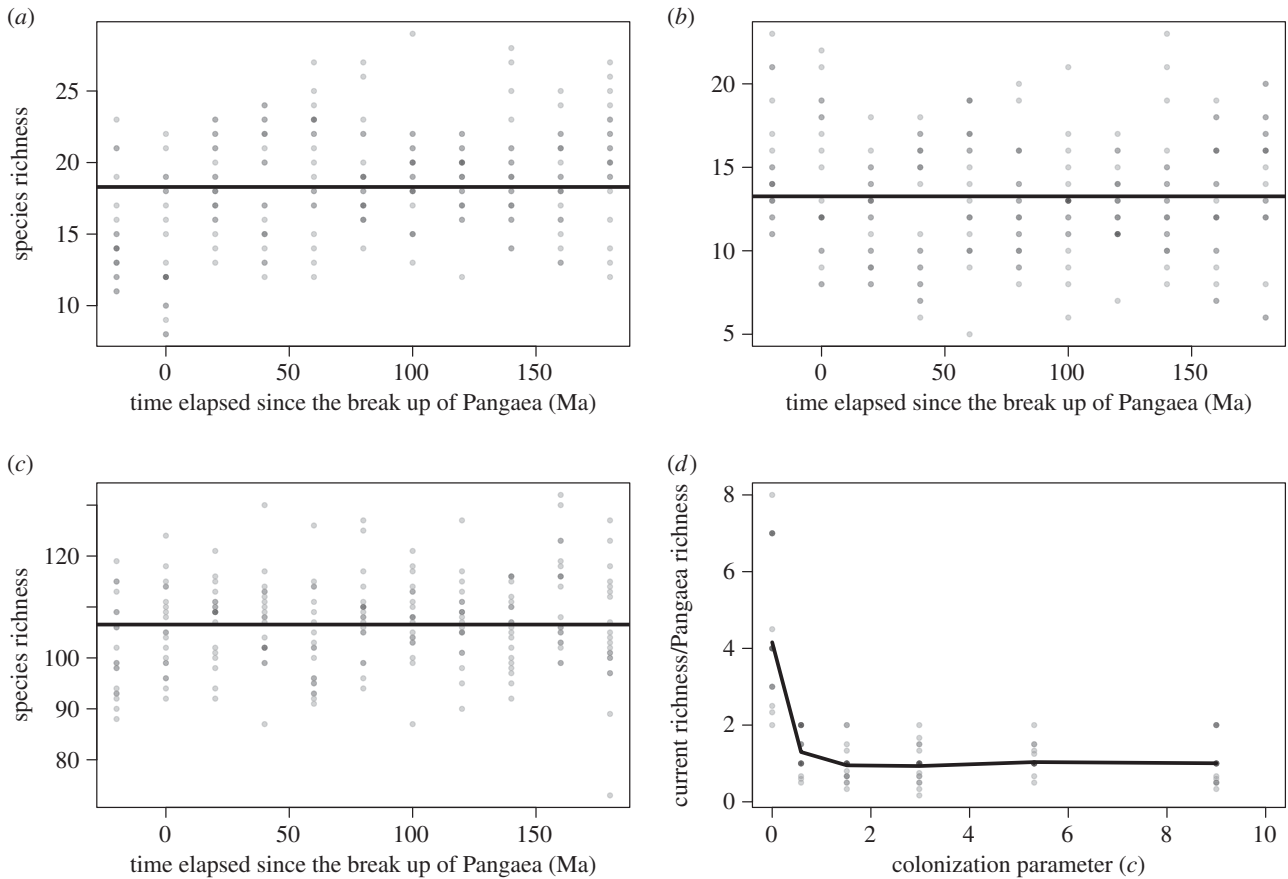 (a)
species richness
25
20
15
10
0 50 100 150
time elapsed since the break up of Pangaea (Ma)
(b)
20
15
10
5
0 50 100 150
time elapsed since the break up of Pangaea (Ma)
(c)
species richness
120
100
90
80
0 50 100 150
time elapsed since the break up of Pangaea (Ma)
(d)
current richness/Pangaea richness
8
6
4
2
0
0 2 4 6 8 10
colonization parameter (c)